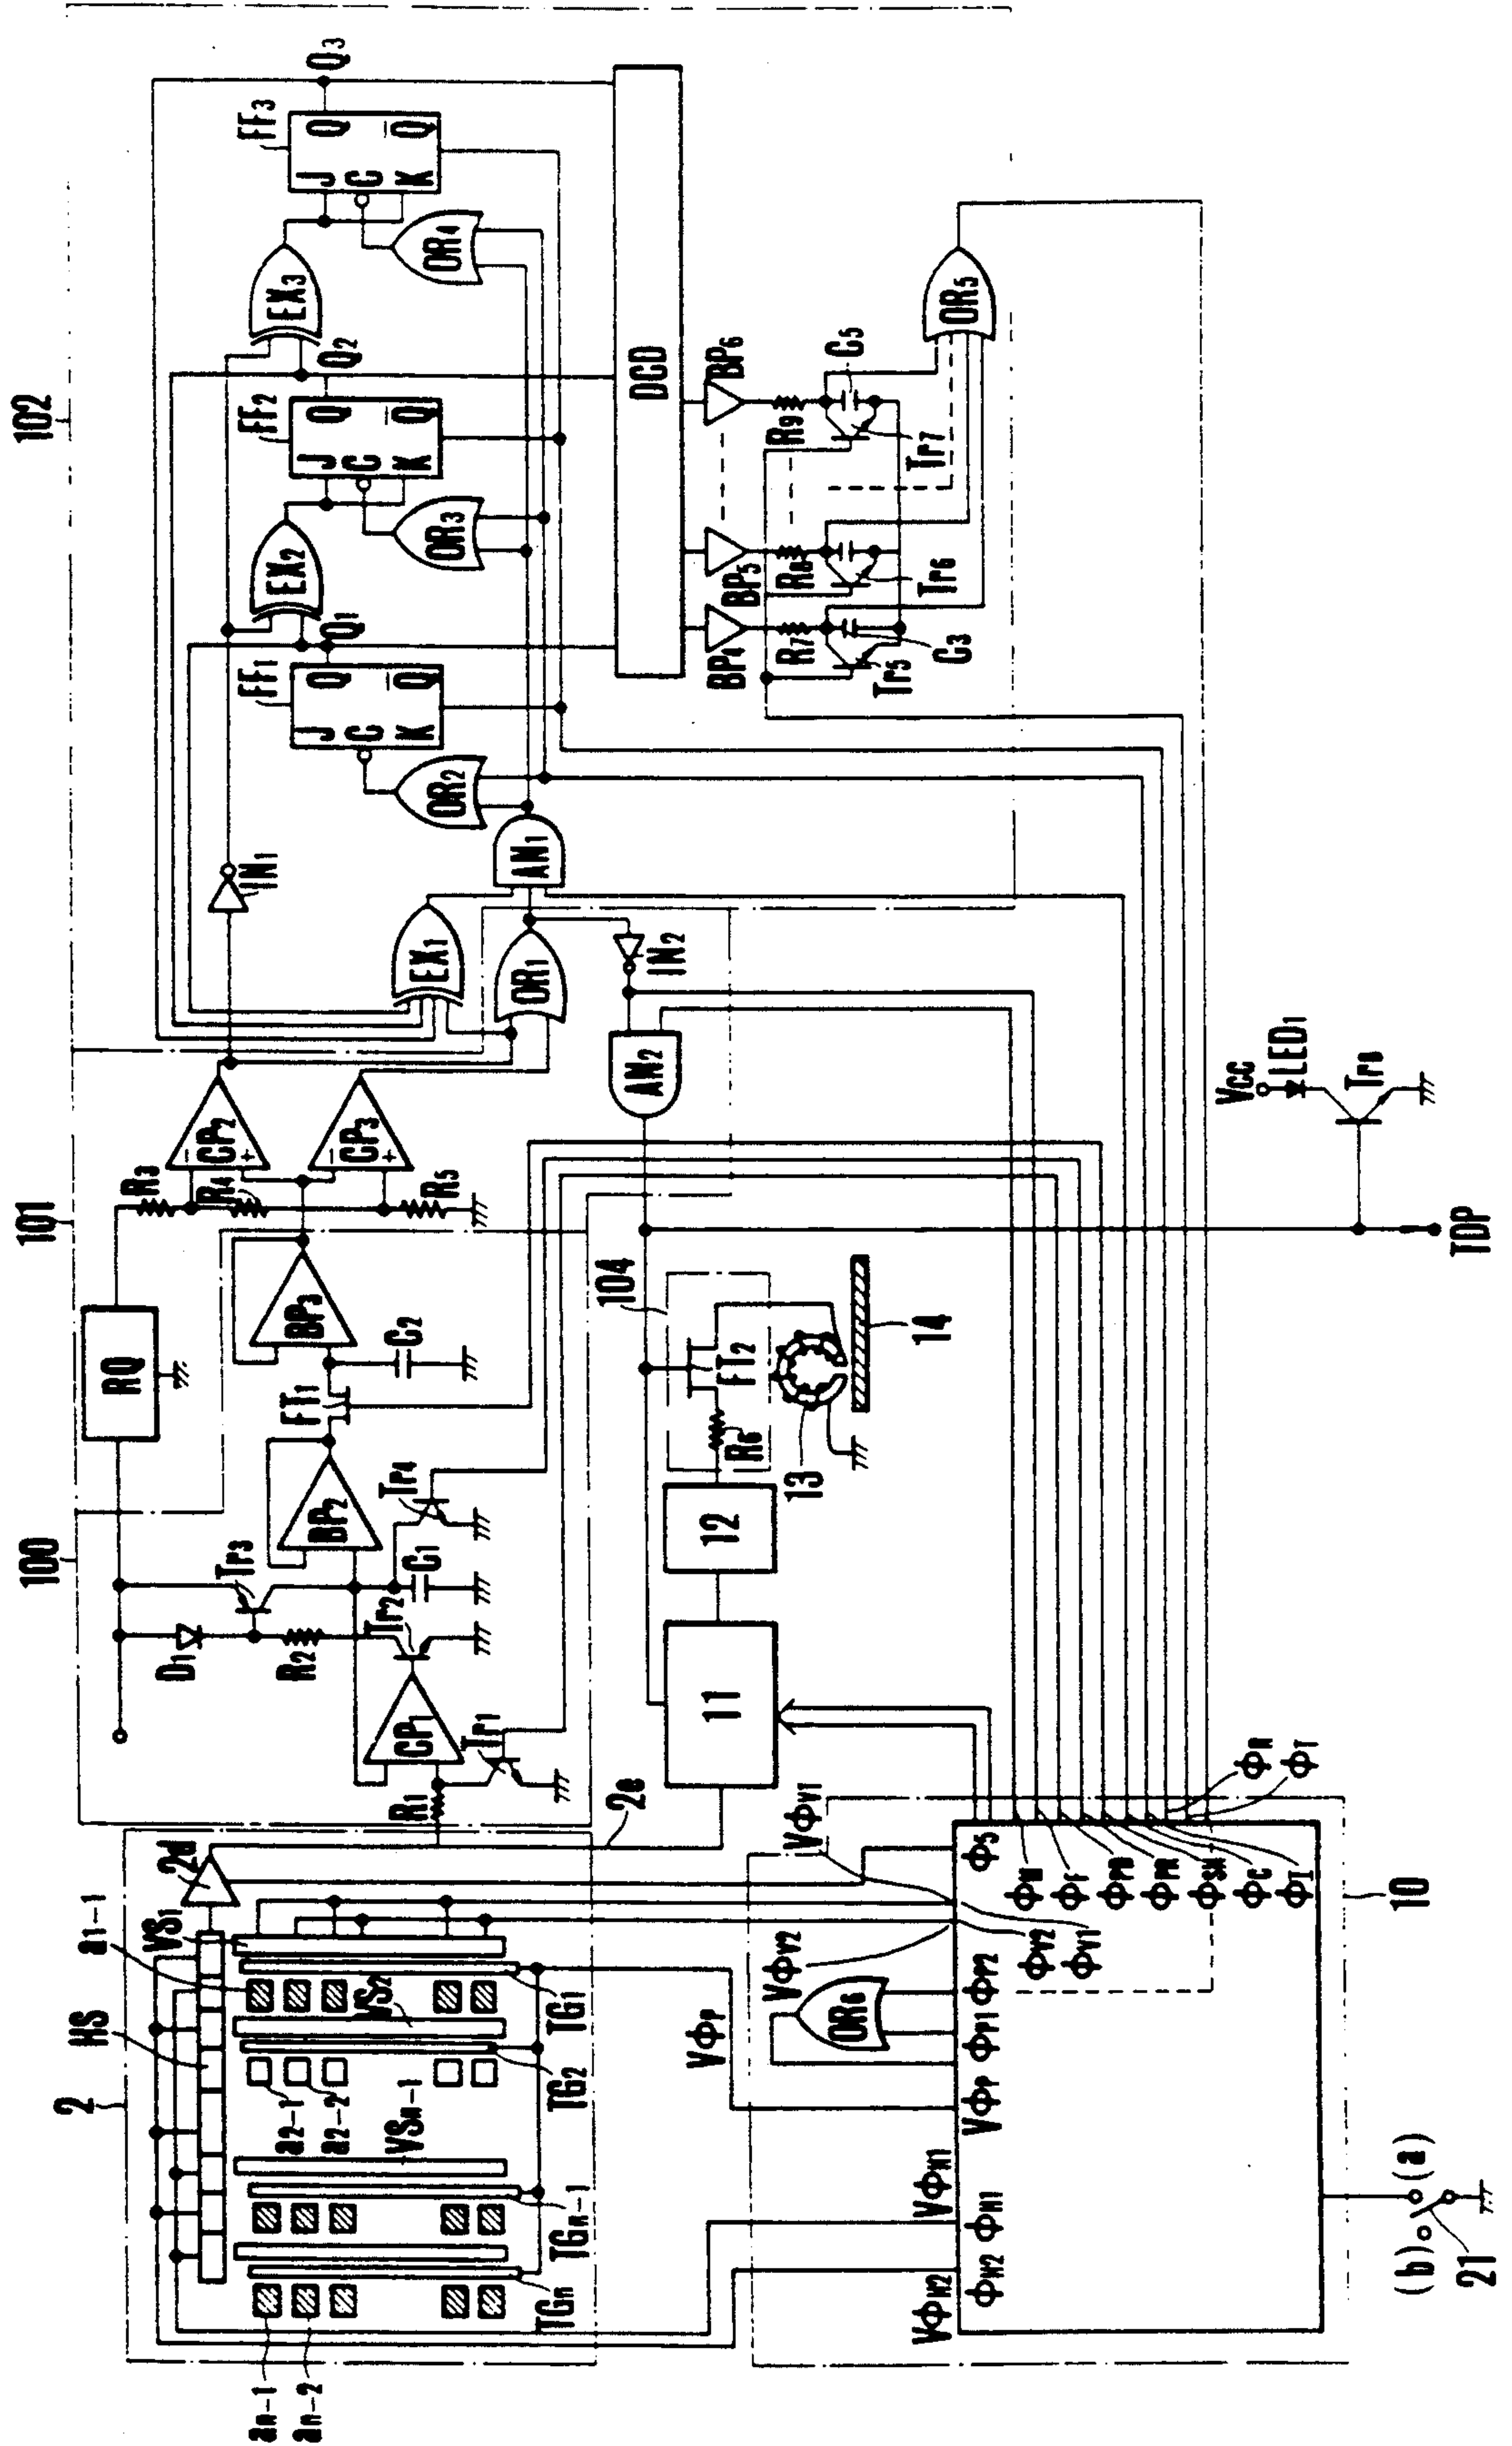 102
101
100
2
Q3
FF3
J
C
K
Q
Q
EX3
OR4
Q2
FF2
J
C
K
Q
Q
EX2
OR3
Q1
FF1
J
C
K
Q
Q
OR2
IN1
AN1
EX1
OR1
IN2
AN2
DCD
BP6
BP5
BP4
R9
R8
R7
C5
C3
Tr7
Tr6
Tr5
OR5
CP2
CP3
R3
R4
R5
RQ
BP3
C2
FT1
BP2
Tr4
Tr3
C1
D1
R2
Tr2
CP1
Tr1
R1
2e
104
FT2
R6
13
14
12
11
VCC
LED1
Tr8
TDP
2d
VS1
a1-1
HS
VS2
TG1
TG2
a2-1
a2-2
VSn-1
TGn-1
TGn
an-1
an-2
VΦV1
VΦV2
VΦP
VΦH1
VΦH2
ΦS
ΦV2
ΦV1
ΦP2
ΦP1
VΦP
ΦH1
ΦH2
OR6
ΦF
ΦPR
ΦSH
ΦC
ΦI
ΦR
ΦT
10
(a)
(b)
21